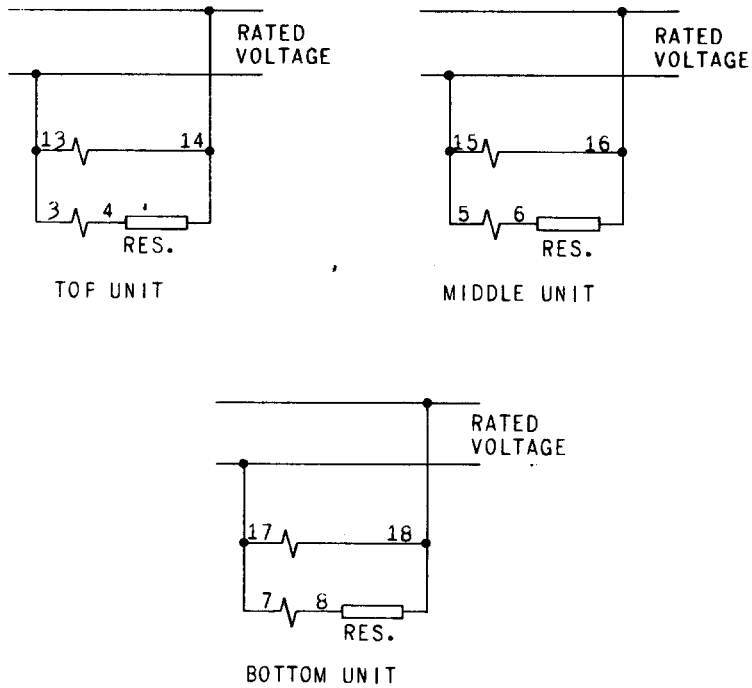 RATED
VOLTAGE
13 14
3 4
RES.
TOF UNIT
RATED
VOLTAGE
15 16
5 6
RES.
MIDDLE UNIT
RATED
VOLTAGE
17 18
7 8
RES.
BOTTOM UNIT